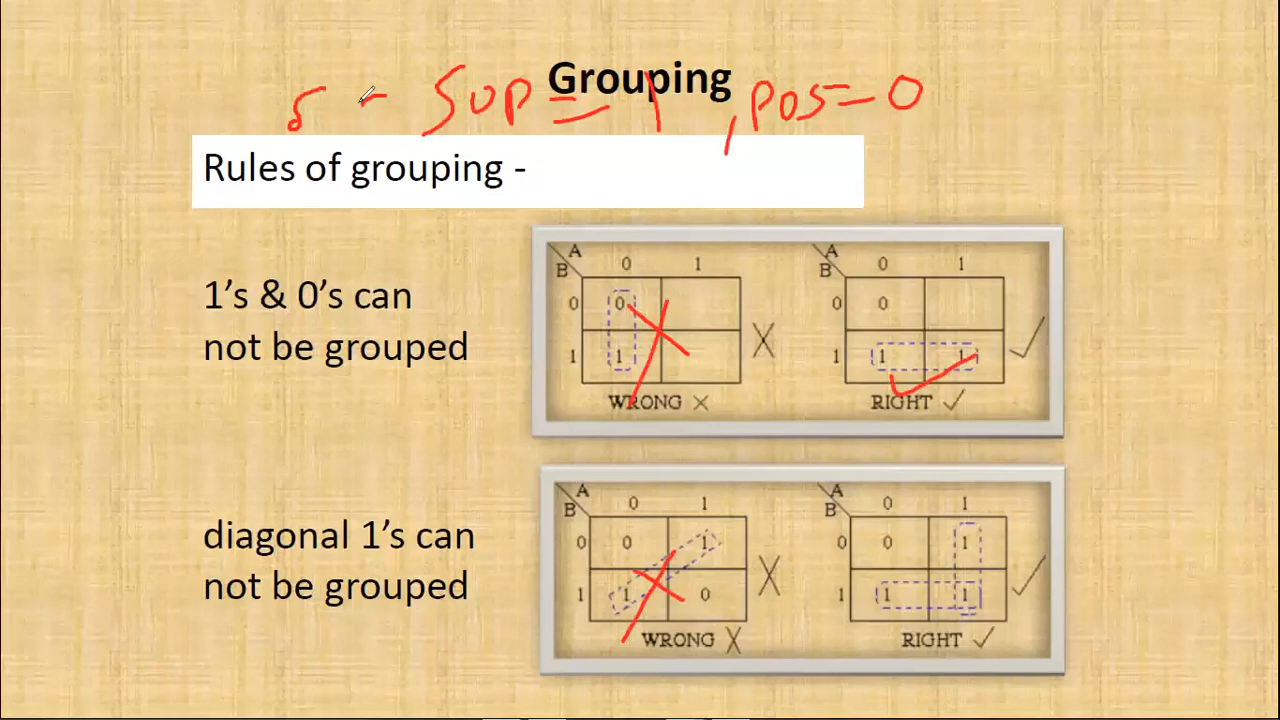 Grouping
SOP = 1 , POS = 0
Rules of grouping -
1's & 0's can
not be grouped
A
B
0 1
0 0
1 1
X
WRONG ×
A
B
0 1
0 0
1 1 1
RIGHT ✓
diagonal 1's can
not be grouped
A
B
0 1
0 0 1
1 1 0
X
WRONG X
A
B
0 1
0 0 1
1 1 1
RIGHT ✓